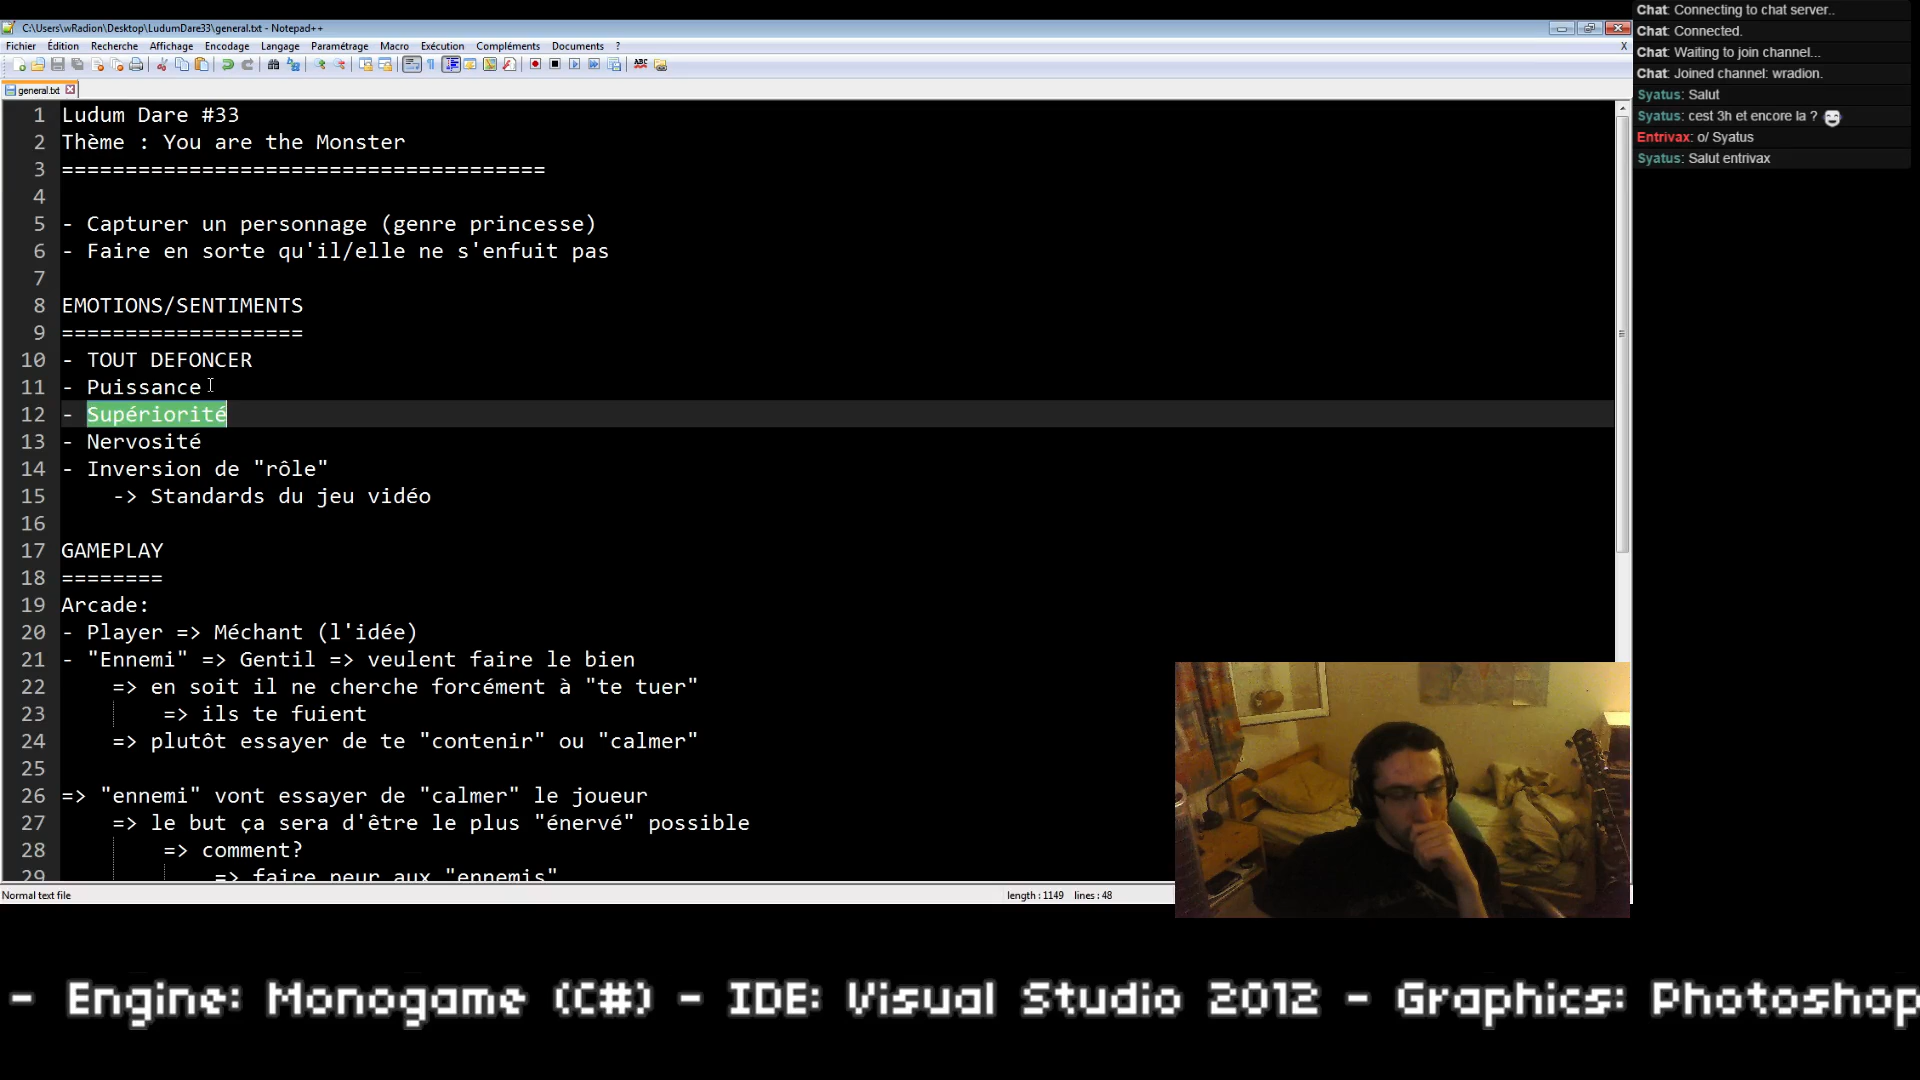 C:\Users\wRadion\Desktop\LudumDare33\general.txt - Notepad++
Fichier Édition Recherche Affichage Encodage Langage Paramétrage Macro Exécution Compléments Documents ? X
general.txt
1 Ludum Dare #33
2 Thème : You are the Monster
3 ======================================
4
5 - Capturer un personnage (genre princesse)
6 - Faire en sorte qu'il/elle ne s'enfuit pas
7
8 EMOTIONS/SENTIMENTS
9 ===================
10 - TOUT DEFONCER
11 - Puissance
12 - Supériorité
13 - Nervosité
14 - Inversion de "rôle"
15 -> Standards du jeu vidéo
16
17 GAMEPLAY
18 ========
19 Arcade:
20 - Player => Méchant (l'idée)
21 - "Ennemi" => Gentil => veulent faire le bien
22 => en soit il ne cherche forcément à "te tuer"
23 => ils te fuient
24 => plutôt essayer de te "contenir" ou "calmer"
25
26 => "ennemi" vont essayer de "calmer" le joueur
27 => le but ça sera d'être le plus "énervé" possible
28 => comment?
29 => faire peur aux "ennemis"
Normal text file length : 1149 lines : 48
Chat: Connecting to chat server..
Chat: Connected.
Chat: Waiting to join channel...
Chat: Joined channel: wradion.
Syatus: Salut
Syatus: cest 3h et encore la ?
Entrivax: o/ Syatus
Syatus: Salut entrivax
- Engine: Monogame (C#) - IDE: Visual Studio 2012 - Graphics: Photoshop